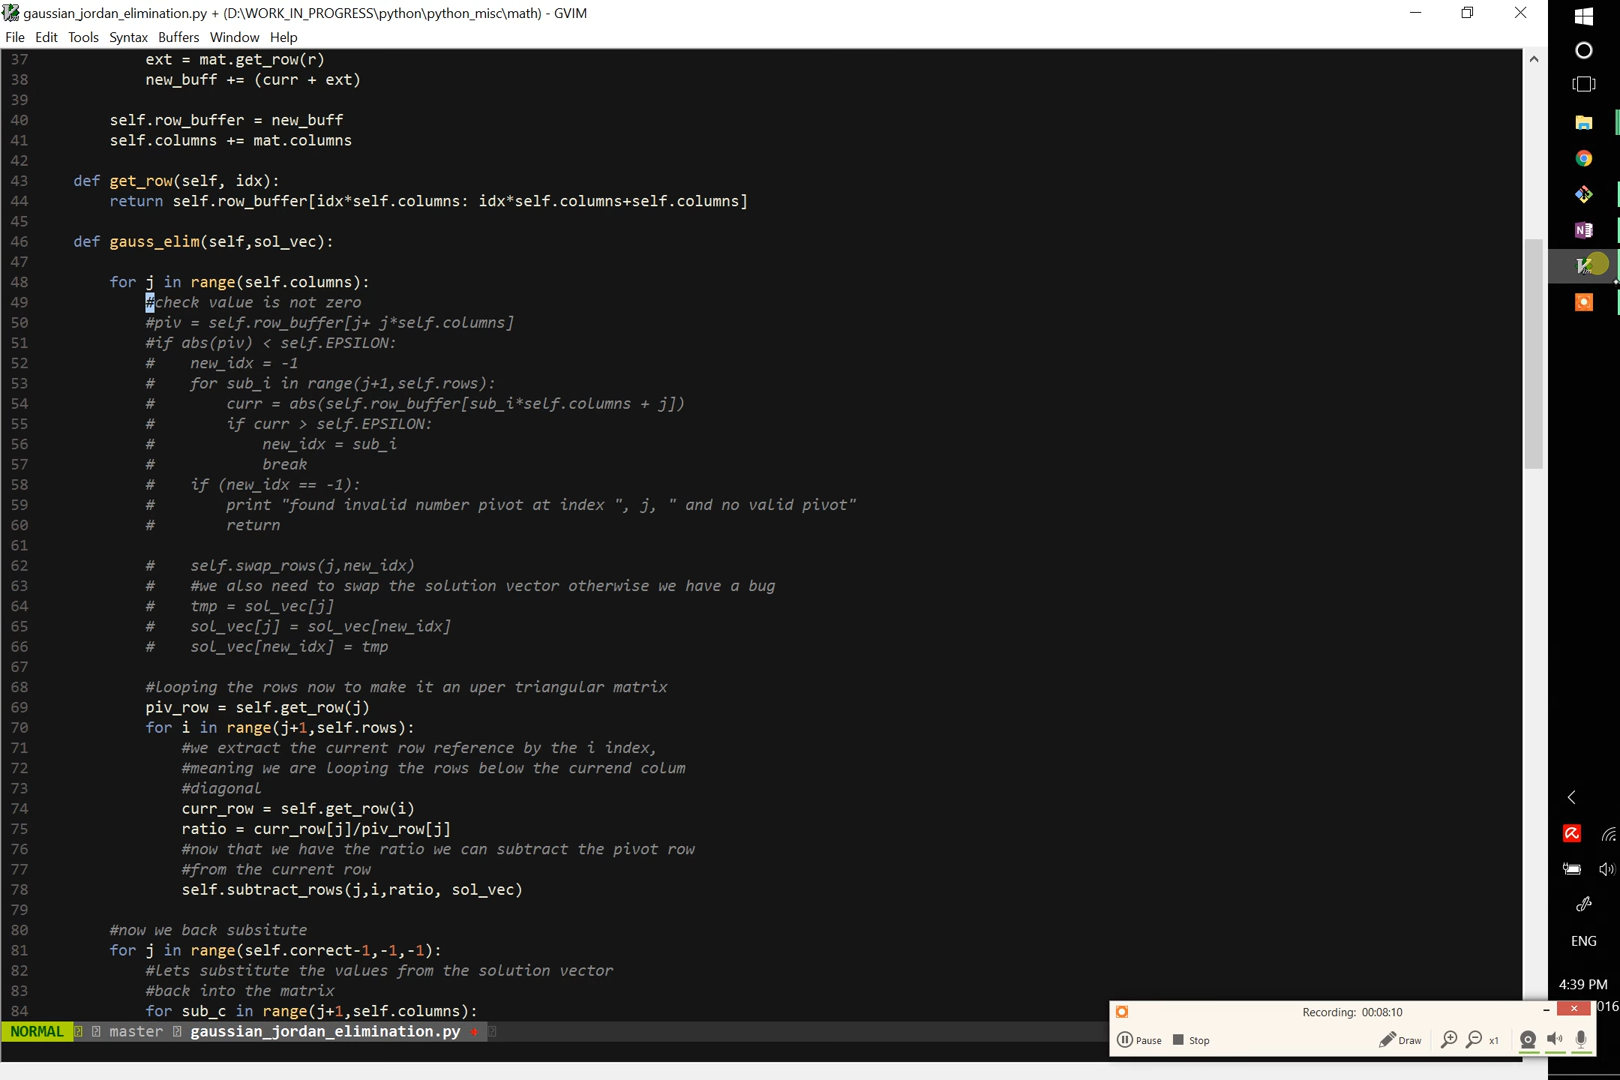 gaussian_jordan_elimination.py + (D:\WORK_IN_PROGRESS\python\python_misc\math) - GVIM
File Edit Tools Syntax Buffers Window Help
37 ext = mat.get_row(r)
38 new_buff += (curr + ext)
39
40 self.row_buffer = new_buff
41 self.columns += mat.columns
42
43 def get_row(self, idx):
44 return self.row_buffer[idx*self.columns: idx*self.columns+self.columns]
45
46 def gauss_elim(self,sol_vec):
47
48 for j in range(self.columns):
49 #check value is not zero
50 #piv = self.row_buffer[j+ j*self.columns]
51 #if abs(piv) < self.EPSILON:
52 # new_idx = -1
53 # for sub_i in range(j+1,self.rows):
54 # curr = abs(self.row_buffer[sub_i*self.columns + j])
55 # if curr > self.EPSILON:
56 # new_idx = sub_i
57 # break
58 # if (new_idx == -1):
59 # print "found invalid number pivot at index ", j, " and no valid pivot"
60 # return
61
62 # self.swap_rows(j,new_idx)
63 # #we also need to swap the solution vector otherwise we have a bug
64 # tmp = sol_vec[j]
65 # sol_vec[j] = sol_vec[new_idx]
66 # sol_vec[new_idx] = tmp
67
68 #looping the rows now to make it an uper triangular matrix
69 piv_row = self.get_row(j)
70 for i in range(j+1,self.rows):
71 #we extract the current row reference by the i index,
72 #meaning we are looping the rows below the currend colum
73 #diagonal
74 curr_row = self.get_row(i)
75 ratio = curr_row[j]/piv_row[j]
76 #now that we have the ratio we can subtract the pivot row
77 #from the current row
78 self.subtract_rows(j,i,ratio, sol_vec)
79
80 #now we back subsitute
81 for j in range(self.correct-1,-1,-1):
82 #lets substitute the values from the solution vector
83 #back into the matrix
84 for sub_c in range(j+1,self.columns):
NORMAL master gaussian_jordan_elimination.py +
ENG
4:39 PM
016
Recording: 00:08:10
Pause Stop Draw x1